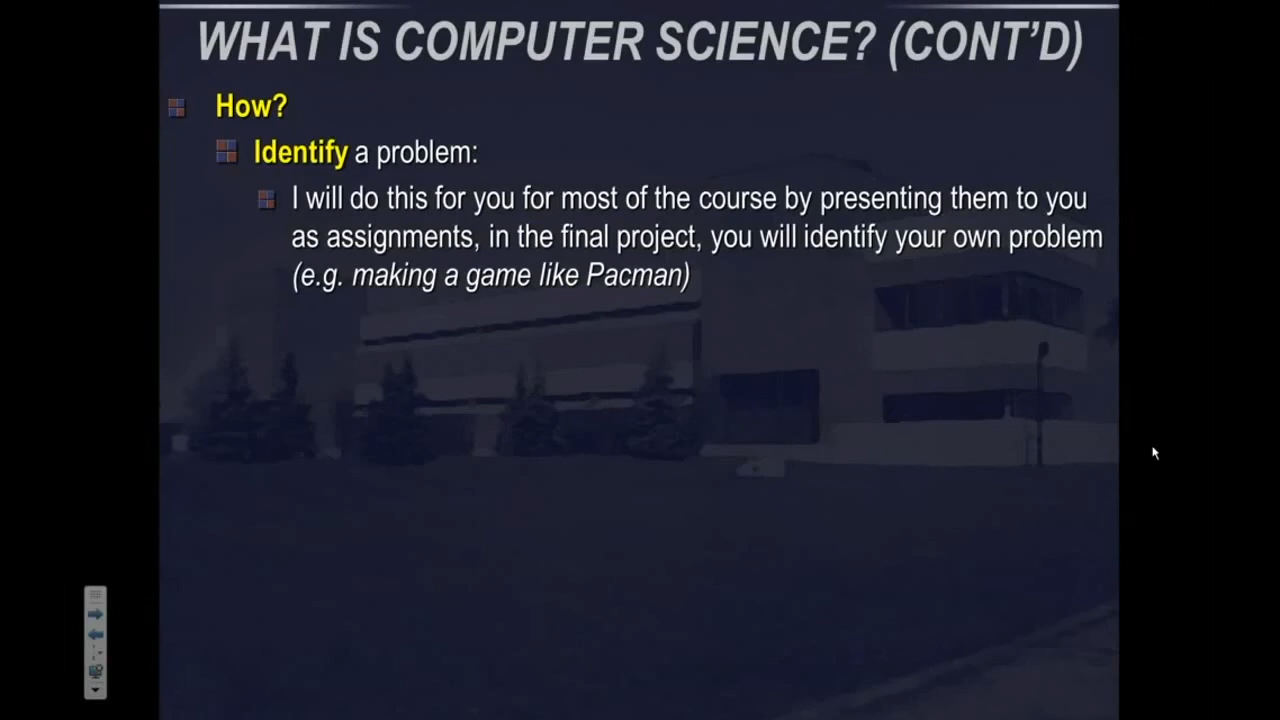 WHAT IS COMPUTER SCIENCE? (CONT'D)
How?
Identify a problem:
I will do this for you for most of the course by presenting them to you
as assignments, in the final project, you will identify your own problem
(e.g. making a game like Pacman)